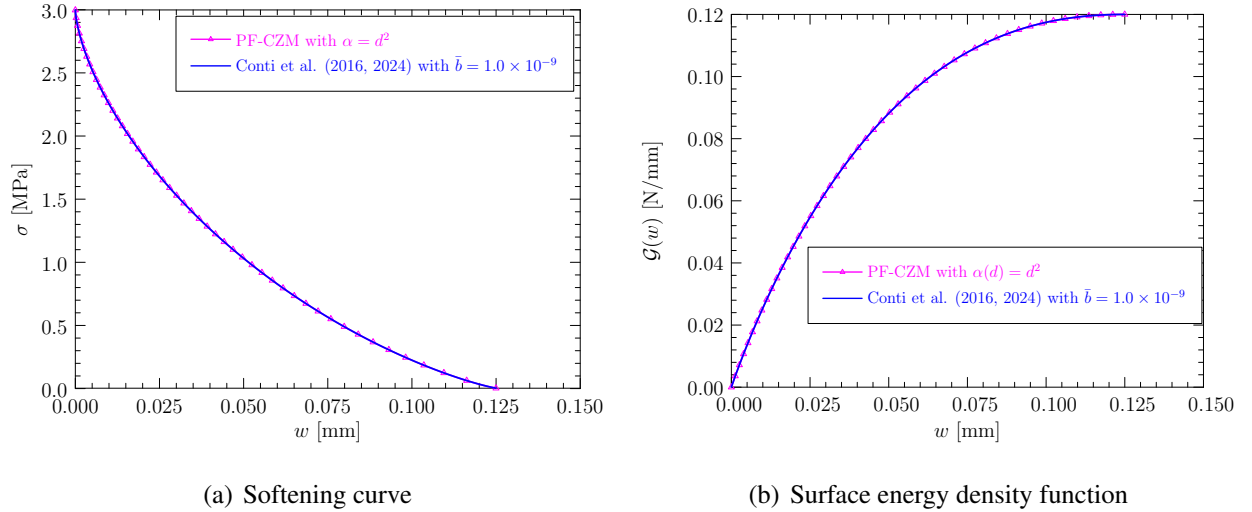 3.0
2.5
2.0
1.5
1.0
0.5
0.0
σ [MPa]
PF-CZM with α = d²
Conti et al. (2016, 2024) with b̄ = 1.0 × 10⁻⁹
0.000 0.025 0.050 0.075 0.100 0.125 0.150
w [mm]
(a) Softening curve
0.12
0.10
0.08
0.06
0.04
0.02
0.00
𝒢(w) [N/mm]
PF-CZM with α(d) = d²
Conti et al. (2016, 2024) with b̄ = 1.0 × 10⁻⁹
0.000 0.025 0.050 0.075 0.100 0.125 0.150
w [mm]
(b) Surface energy density function